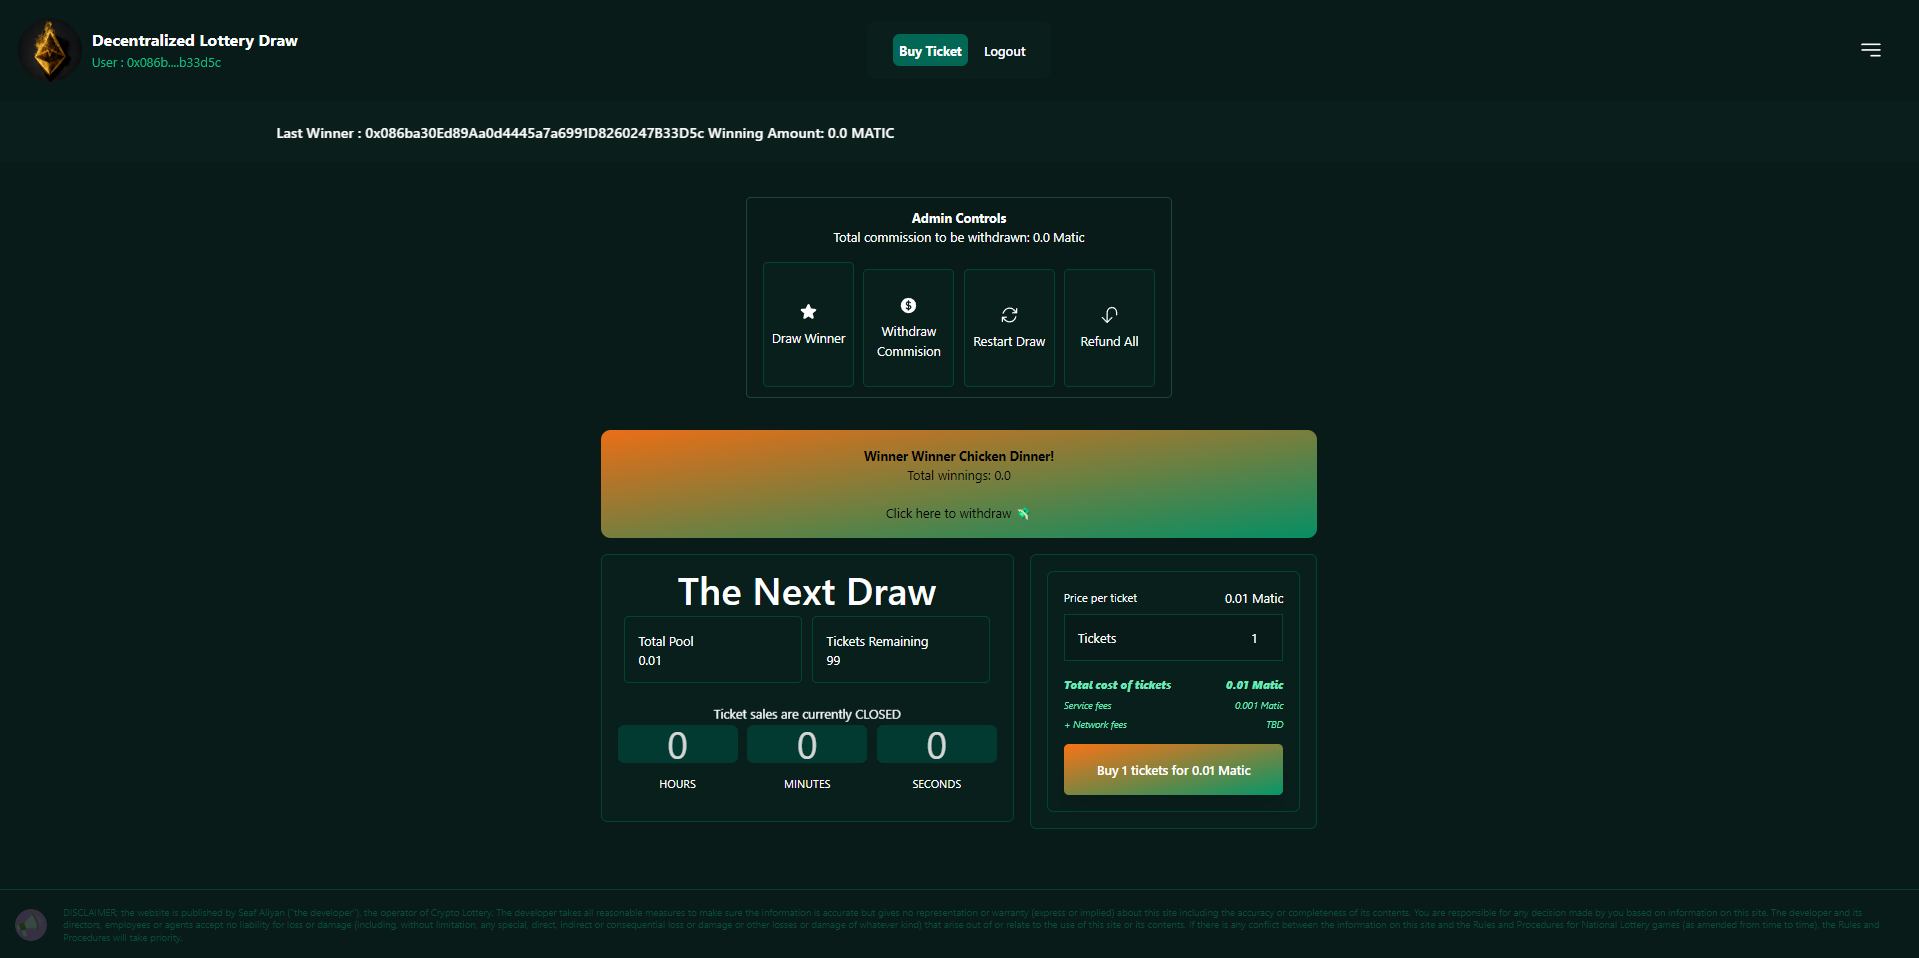 Decentralized Lottery Draw
User : 0x086b....b33d5c
Buy Ticket
Logout
Last Winner : 0x086ba30Ed89Aa0d4445a7a6991D8260247B33D5c Winning Amount: 0.0 MATIC
Admin Controls
Total commission to be withdrawn: 0.0 Matic
Draw Winner
Withdraw
Commision
Restart Draw
Refund All
Winner Winner Chicken Dinner!
Total winnings: 0.0
Click here to withdraw 💸
The Next Draw
Total Pool
0.01
Tickets Remaining
99
Ticket sales are currently CLOSED
0
0
0
HOURS
MINUTES
SECONDS
Price per ticket
0.01 Matic
Tickets
1
Total cost of tickets
0.01 Matic
Service fees
0.001 Matic
+ Network fees
TBD
Buy 1 tickets for 0.01 Matic
DISCLAIMER; the website is published by Seaf Aliyan ("the developer"), the operator of Crypto Lottery. The developer takes all reasonable measures to make sure the information is accurate but gives no representation or warranty (express or implied) about this site including the accuracy or completeness of its contents. You are responsible for any decision made by you based on information on this site. The developer and its
directors, employees or agents accept no liability for loss or damage (including, without limitation, any special, direct, indirect or consequential loss or damage or other losses or damage of whatever kind) that arise out of or relate to the use of this site or its contents. If there is any conflict between the information on this site and the Rules and Procedures for National Lottery games (as amended from time to time), the Rules and
Procedures will take priority.